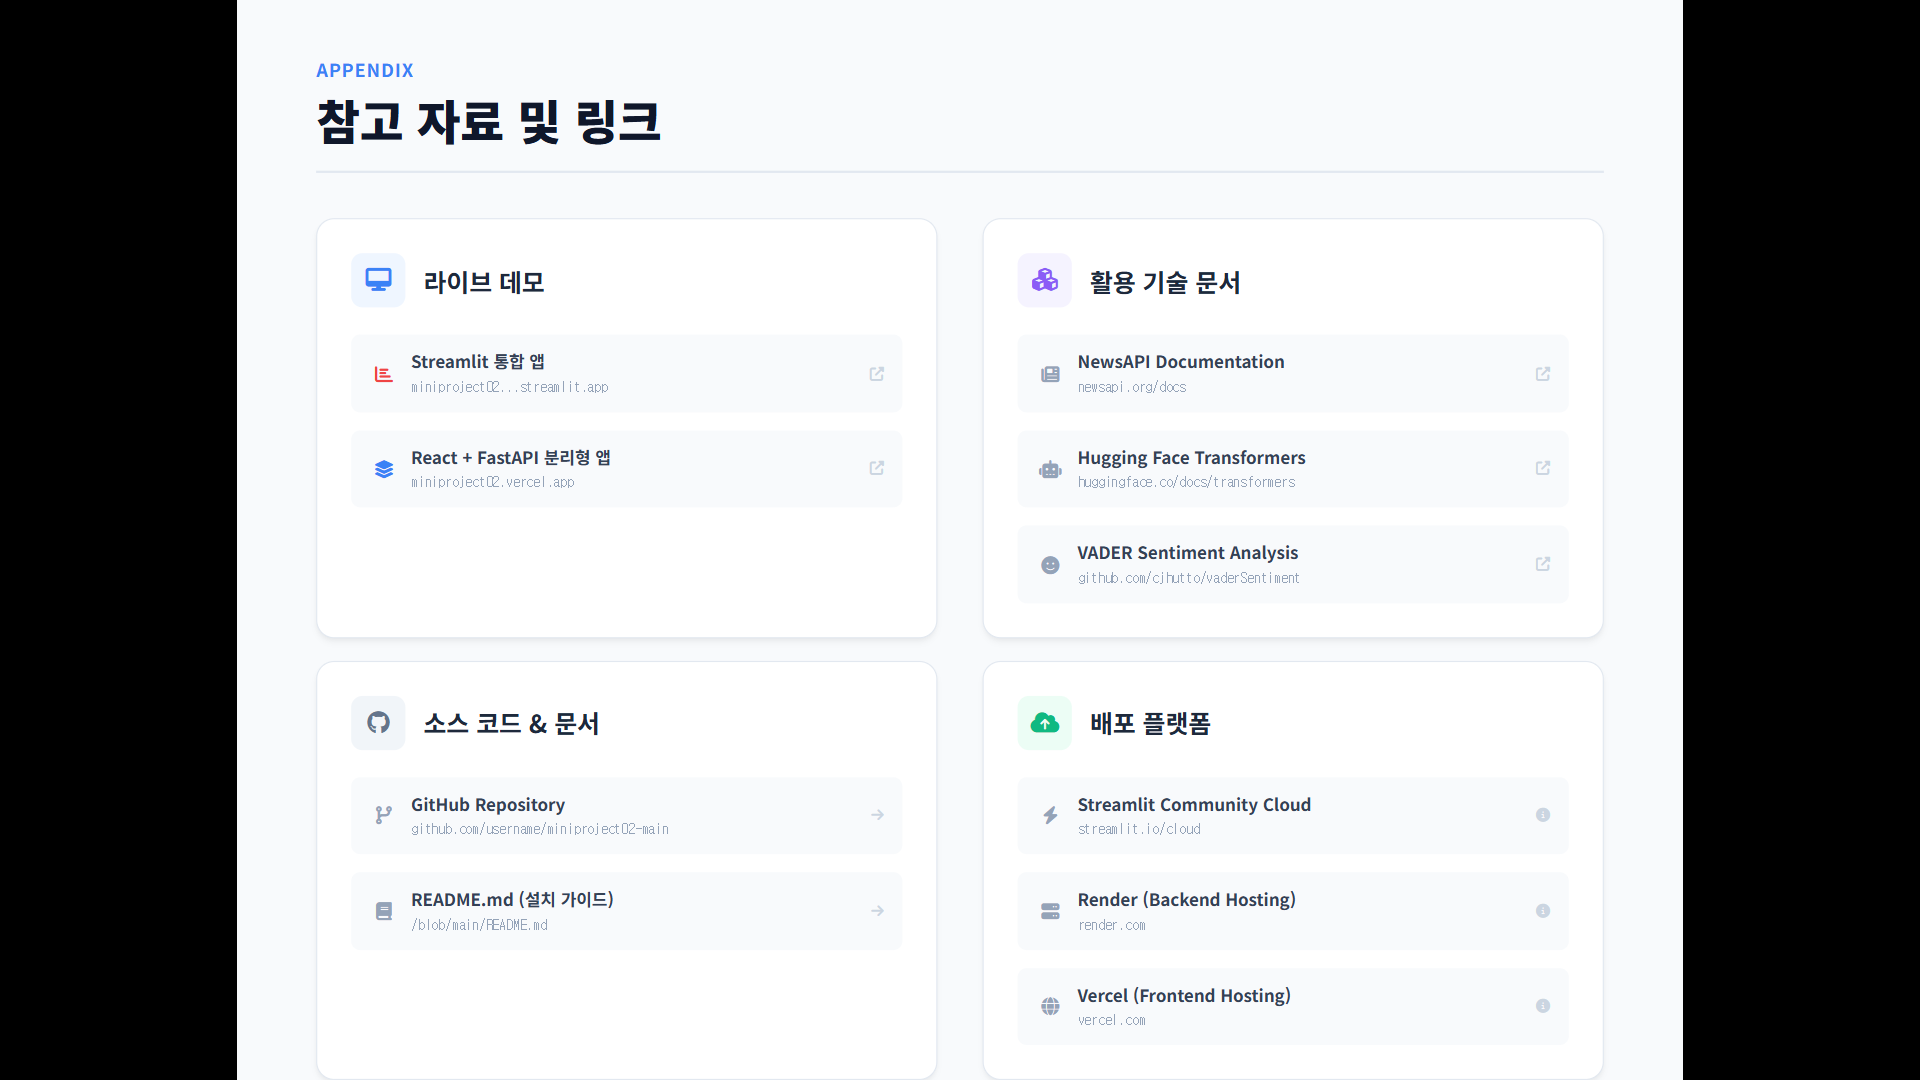 APPENDIX
참고 자료 및 링크
라이브 데모
Streamlit 통합 앱
miniproject02...streamlit.app
React + FastAPI 분리형 앱
miniproject02.vercel.app
활용 기술 문서
NewsAPI Documentation
newsapi.org/docs
Hugging Face Transformers
huggingface.co/docs/transformers
VADER Sentiment Analysis
github.com/cjhutto/vaderSentiment
소스 코드 & 문서
GitHub Repository
github.com/username/miniproject02-main
README.md (설치 가이드)
/blob/main/README.md
배포 플랫폼
Streamlit Community Cloud
streamlit.io/cloud
Render (Backend Hosting)
render.com
Vercel (Frontend Hosting)
vercel.com